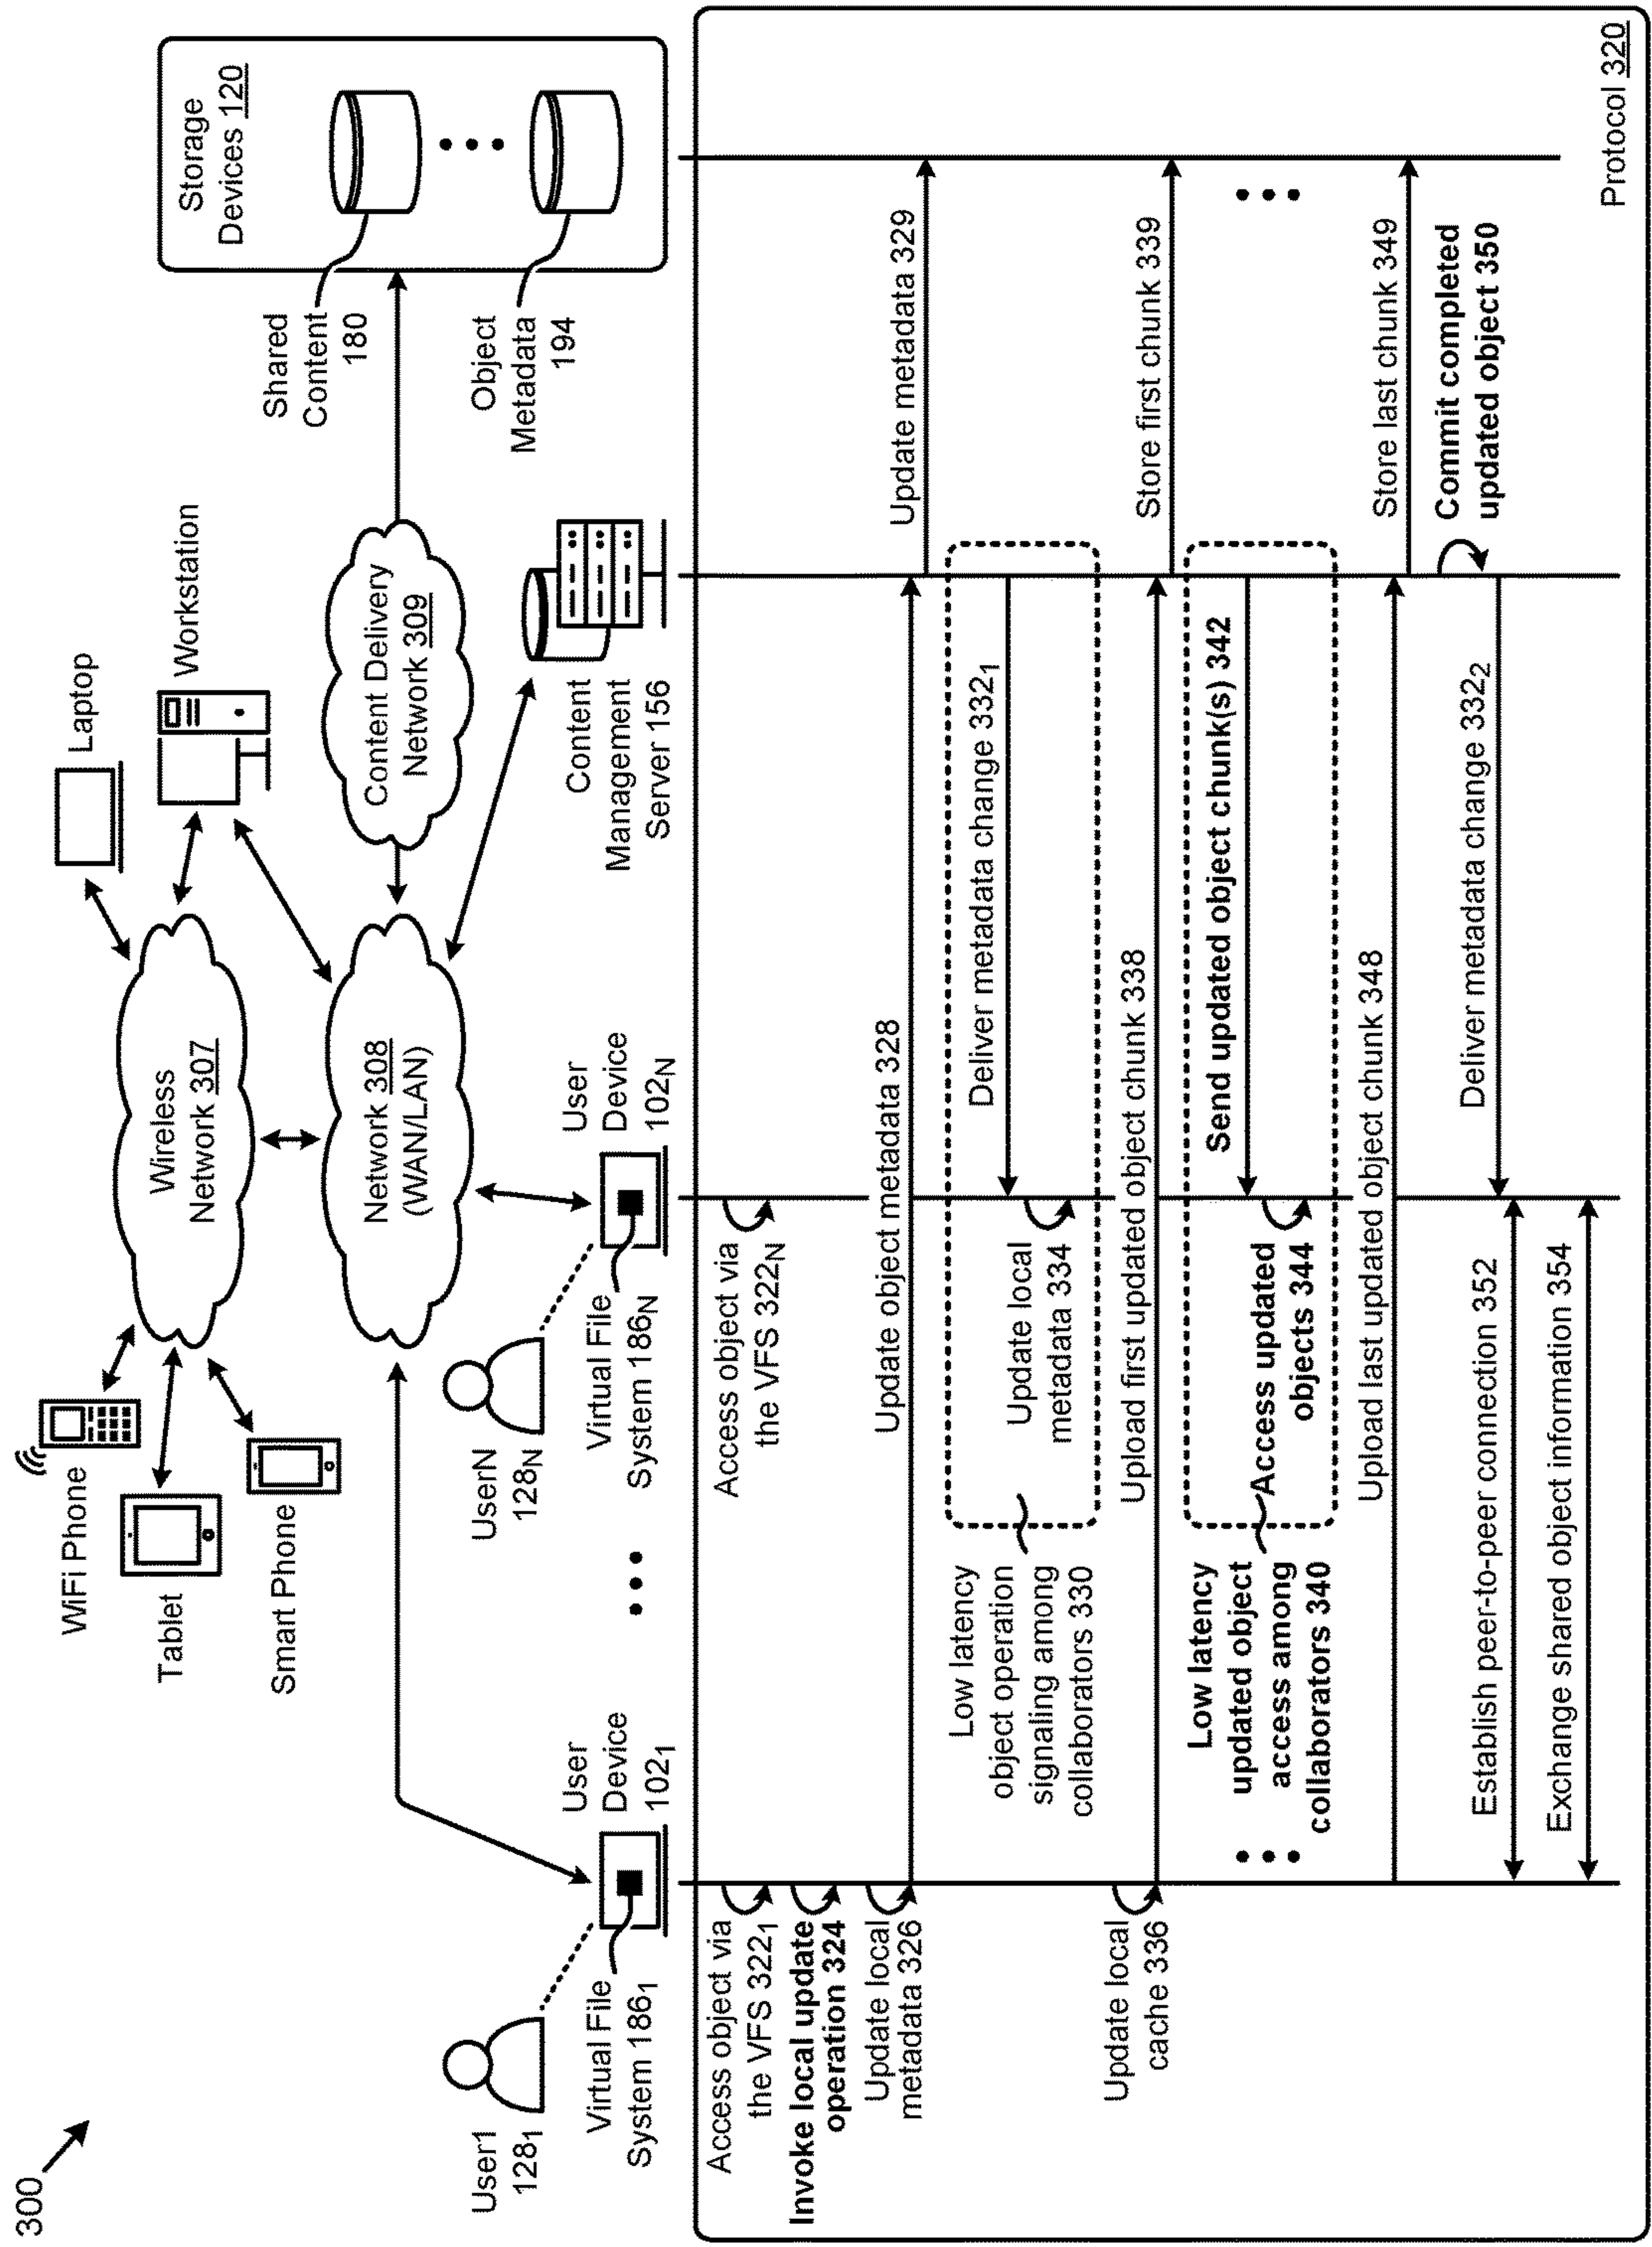 300
WiFi Phone
Tablet
Smart Phone
Wireless
Network 307
Laptop
Workstation
Network 308
(WAN/LAN)
Content Delivery
Network 309
Storage
Devices 120
Shared
Content
180
Object
Metadata
194
User1
128₁
Virtual File
System 186₁
User
Device
102₁
UserN
128N
Virtual File
System 186N
User
Device
102N
Content
Management
Server 156
Access object via
the VFS 322₁
Access object via
the VFS 322N
Invoke local update
operation 324
Update local
metadata 326
Update object metadata 328
Update metadata 329
Low latency
object operation
signaling among
collaborators 330
Deliver metadata change 332₁
Update local
metadata 334
Update local
cache 336
Upload first updated object chunk 338
Store first chunk 339
Low latency
updated object
access among
collaborators 340
Send updated object chunk(s) 342
Access updated
objects 344
Upload last updated object chunk 348
Store last chunk 349
Commit completed
updated object 350
Deliver metadata change 332₂
Establish peer-to-peer connection 352
Exchange shared object information 354
Protocol 320